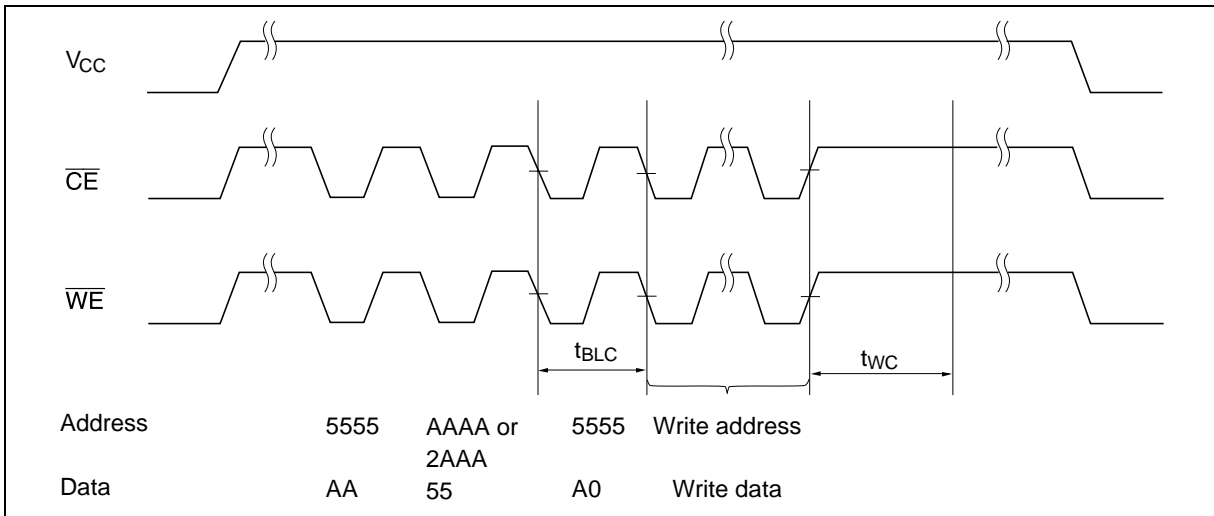 VCC
CE
WE
tBLC
tWC
Address 5555 AAAA or 5555 Write address
2AAA
Data AA 55 A0 Write data